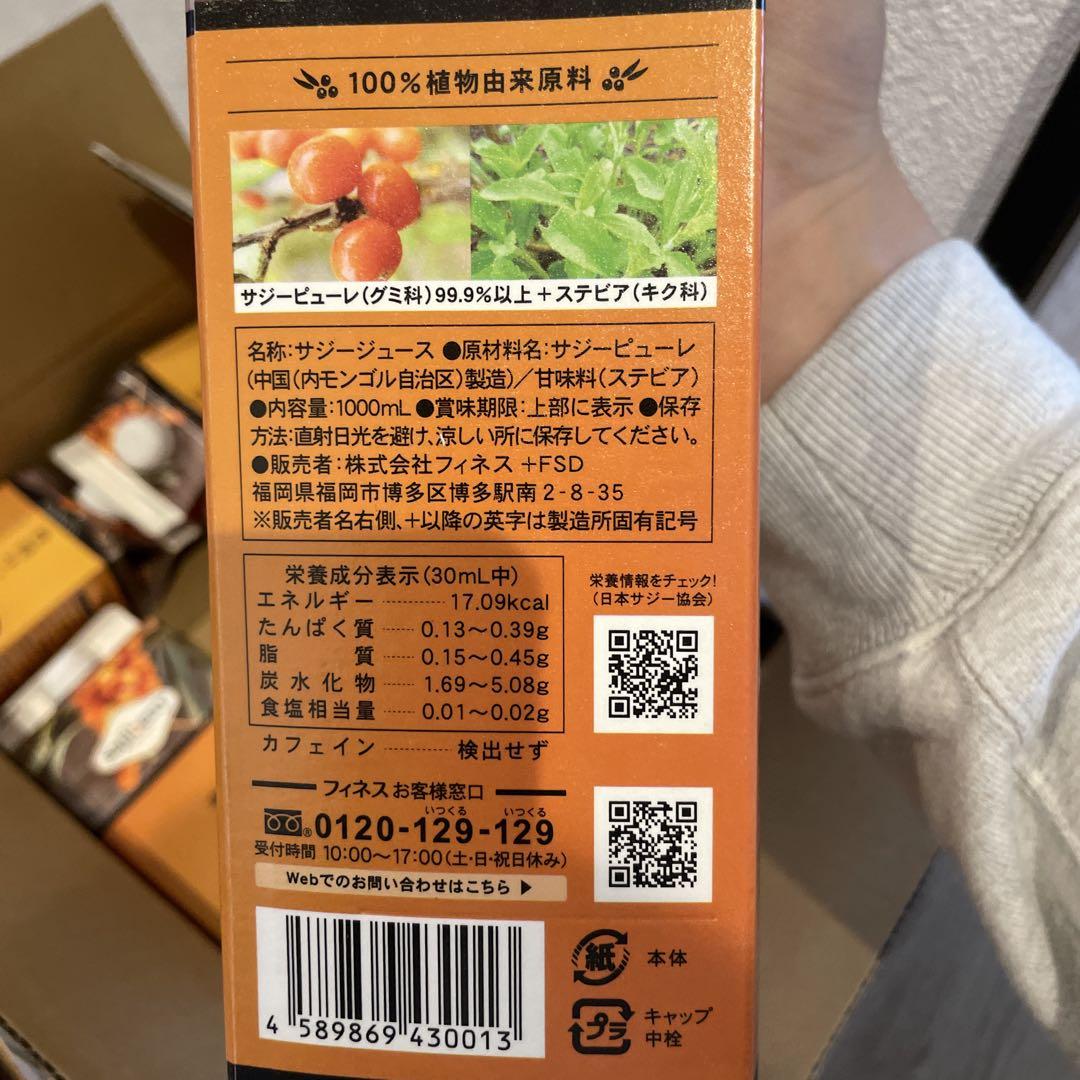 100%植物由来原料
サジーピューレ(グミ科)99.9%以上+ステビア(キク科)
名称:サジージュース ●原材料名:サジーピューレ
(中国(内モンゴル自治区)製造)/甘味料(ステビア)
●内容量:1000mL ●賞味期限:上部に表示 ●保存
方法:直射日光を避け、涼しい所に保存してください。
●販売者:株式会社フィネス +FSD
福岡県福岡市博多区博多駅南2-8-35
※販売者名右側、+以降の英字は製造所固有記号
栄養成分表示(30mL中)
エネルギー 17.09kcal
たんぱく質 0.13〜0.39g
脂質 0.15〜0.45g
炭水化物 1.69〜5.08g
食塩相当量 0.01〜0.02g
カフェイン 検出せず
栄養情報をチェック!
(日本サジー協会)
フィネスお客様窓口
いつくる いつくる
®0120-129-129
受付時間 10:00〜17:00(土・日・祝日休み)
Webでのお問い合わせはこちら ▶
4 589869 430013
紙 本体
プラ キャップ
中栓